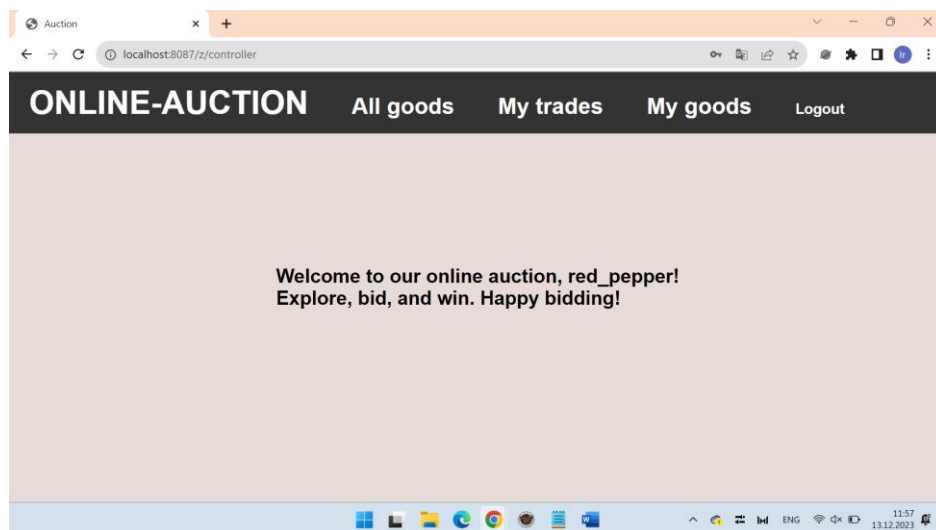 Auction
localhost:8087/z/controller
Ir
ONLINE-AUCTION All goods My trades My goods Logout
Welcome to our online auction, red_pepper!
Explore, bid, and win. Happy bidding!
ENG
11:57
13.12.2023